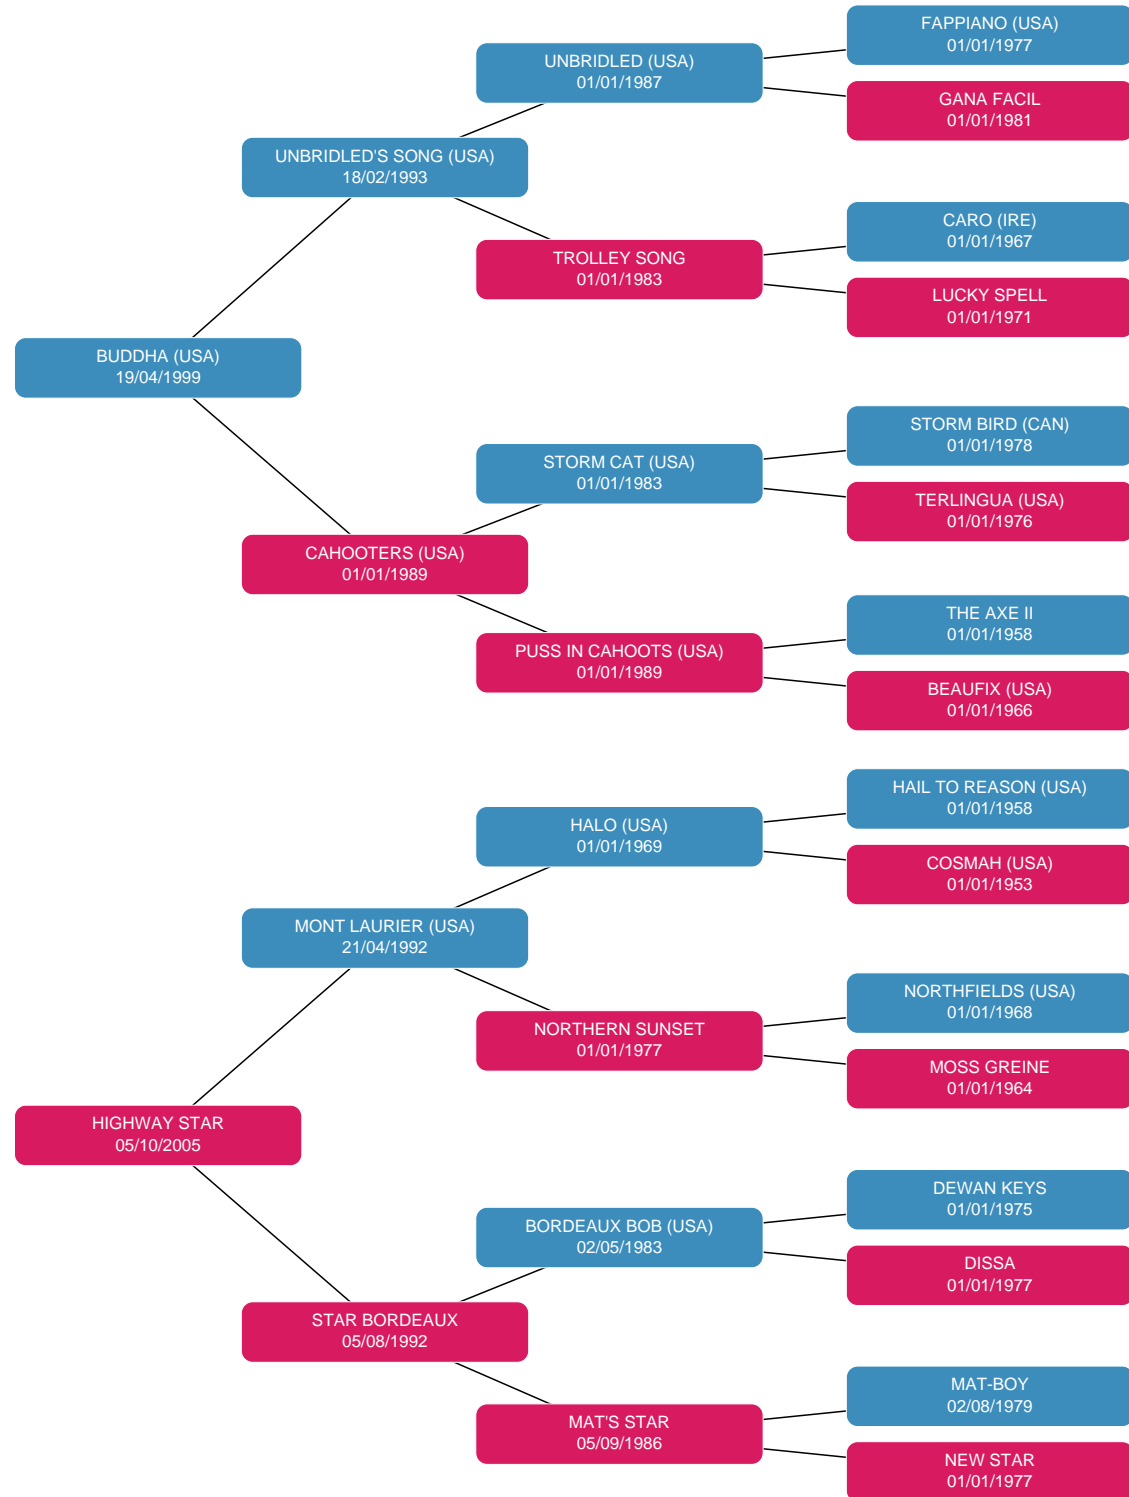 FAPPIANO (USA)
01/01/1977
UNBRIDLED (USA)
01/01/1987
GANA FACIL
01/01/1981
UNBRIDLED'S SONG (USA)
18/02/1993
CARO (IRE)
01/01/1967
TROLLEY SONG
01/01/1983
LUCKY SPELL
01/01/1971
BUDDHA (USA)
19/04/1999
STORM BIRD (CAN)
01/01/1978
STORM CAT (USA)
01/01/1983
TERLINGUA (USA)
01/01/1976
CAHOOTERS (USA)
01/01/1989
THE AXE II
01/01/1958
PUSS IN CAHOOTS (USA)
01/01/1989
BEAUFIX (USA)
01/01/1966
HAIL TO REASON (USA)
01/01/1958
HALO (USA)
01/01/1969
COSMAH (USA)
01/01/1953
MONT LAURIER (USA)
21/04/1992
NORTHFIELDS (USA)
01/01/1968
NORTHERN SUNSET
01/01/1977
MOSS GREINE
01/01/1964
HIGHWAY STAR
05/10/2005
DEWAN KEYS
01/01/1975
BORDEAUX BOB (USA)
02/05/1983
DISSA
01/01/1977
STAR BORDEAUX
05/08/1992
MAT-BOY
02/08/1979
MAT'S STAR
05/09/1986
NEW STAR
01/01/1977